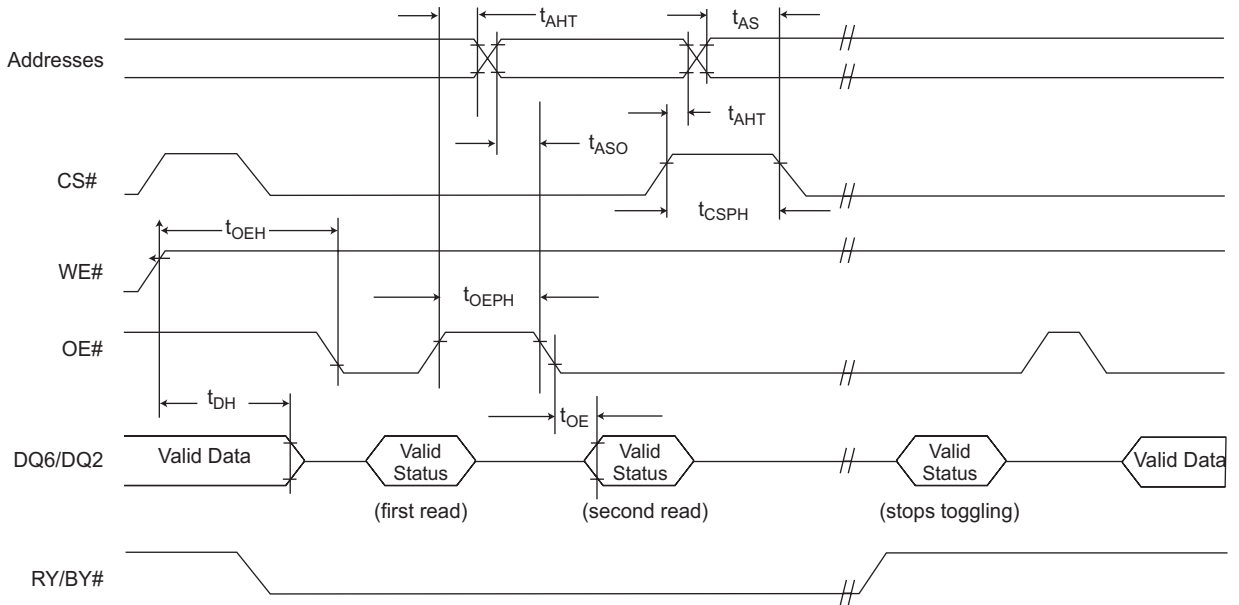 tAHT
tAS
Addresses
tAHT
tASO
CS#
tCSPH
tOEH
WE#
tOEPH
OE#
tDH
tOE
DQ6/DQ2
Valid Data
Valid
Status
Valid
Status
Valid
Status
Valid Data
(first read)
(second read)
(stops toggling)
RY/BY#